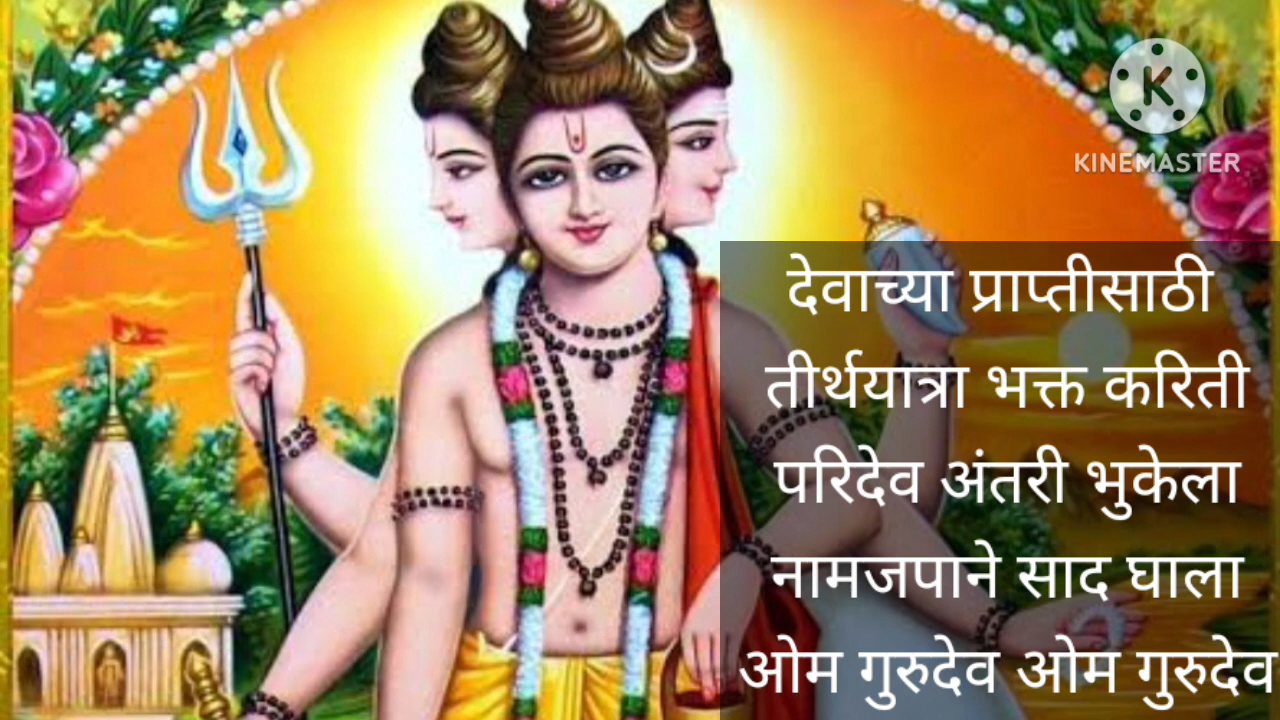 KINEMASTER
देवाच्या प्राप्तीसाठी
तीर्थयात्रा भक्त करिती
परिदेव अंतरी भुकेला
नामजपाने साद घाला
ओम गुरुदेव ओम गुरुदेव